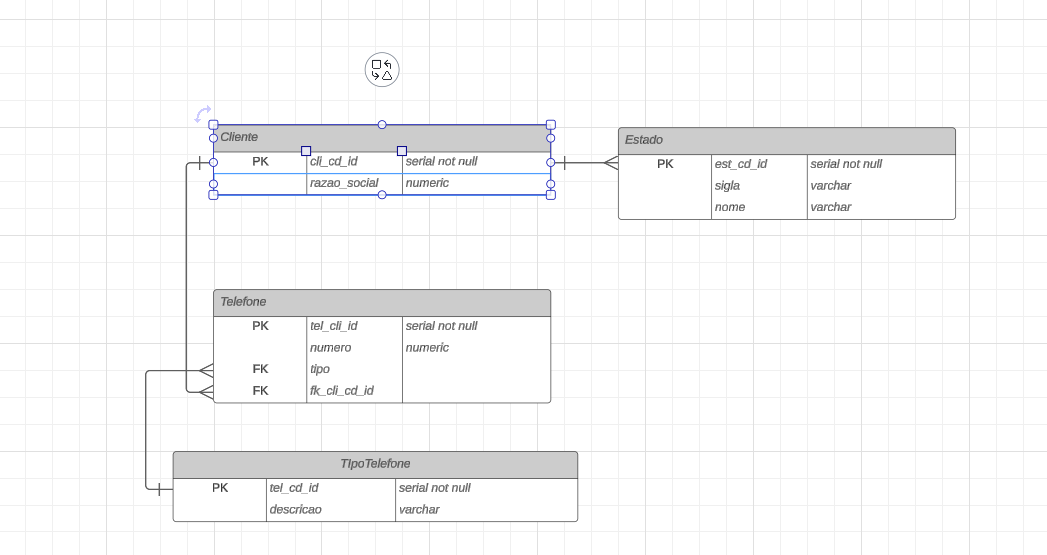 Cliente
PK cli_cd_id serial not null
razao_social numeric
Estado
PK est_cd_id serial not null
sigla varchar
nome varchar
Telefone
PK tel_cli_id serial not null
numero numeric
FK tipo
FK fk_cli_cd_id
TIpoTelefone
PK tel_cd_id serial not null
descricao varchar